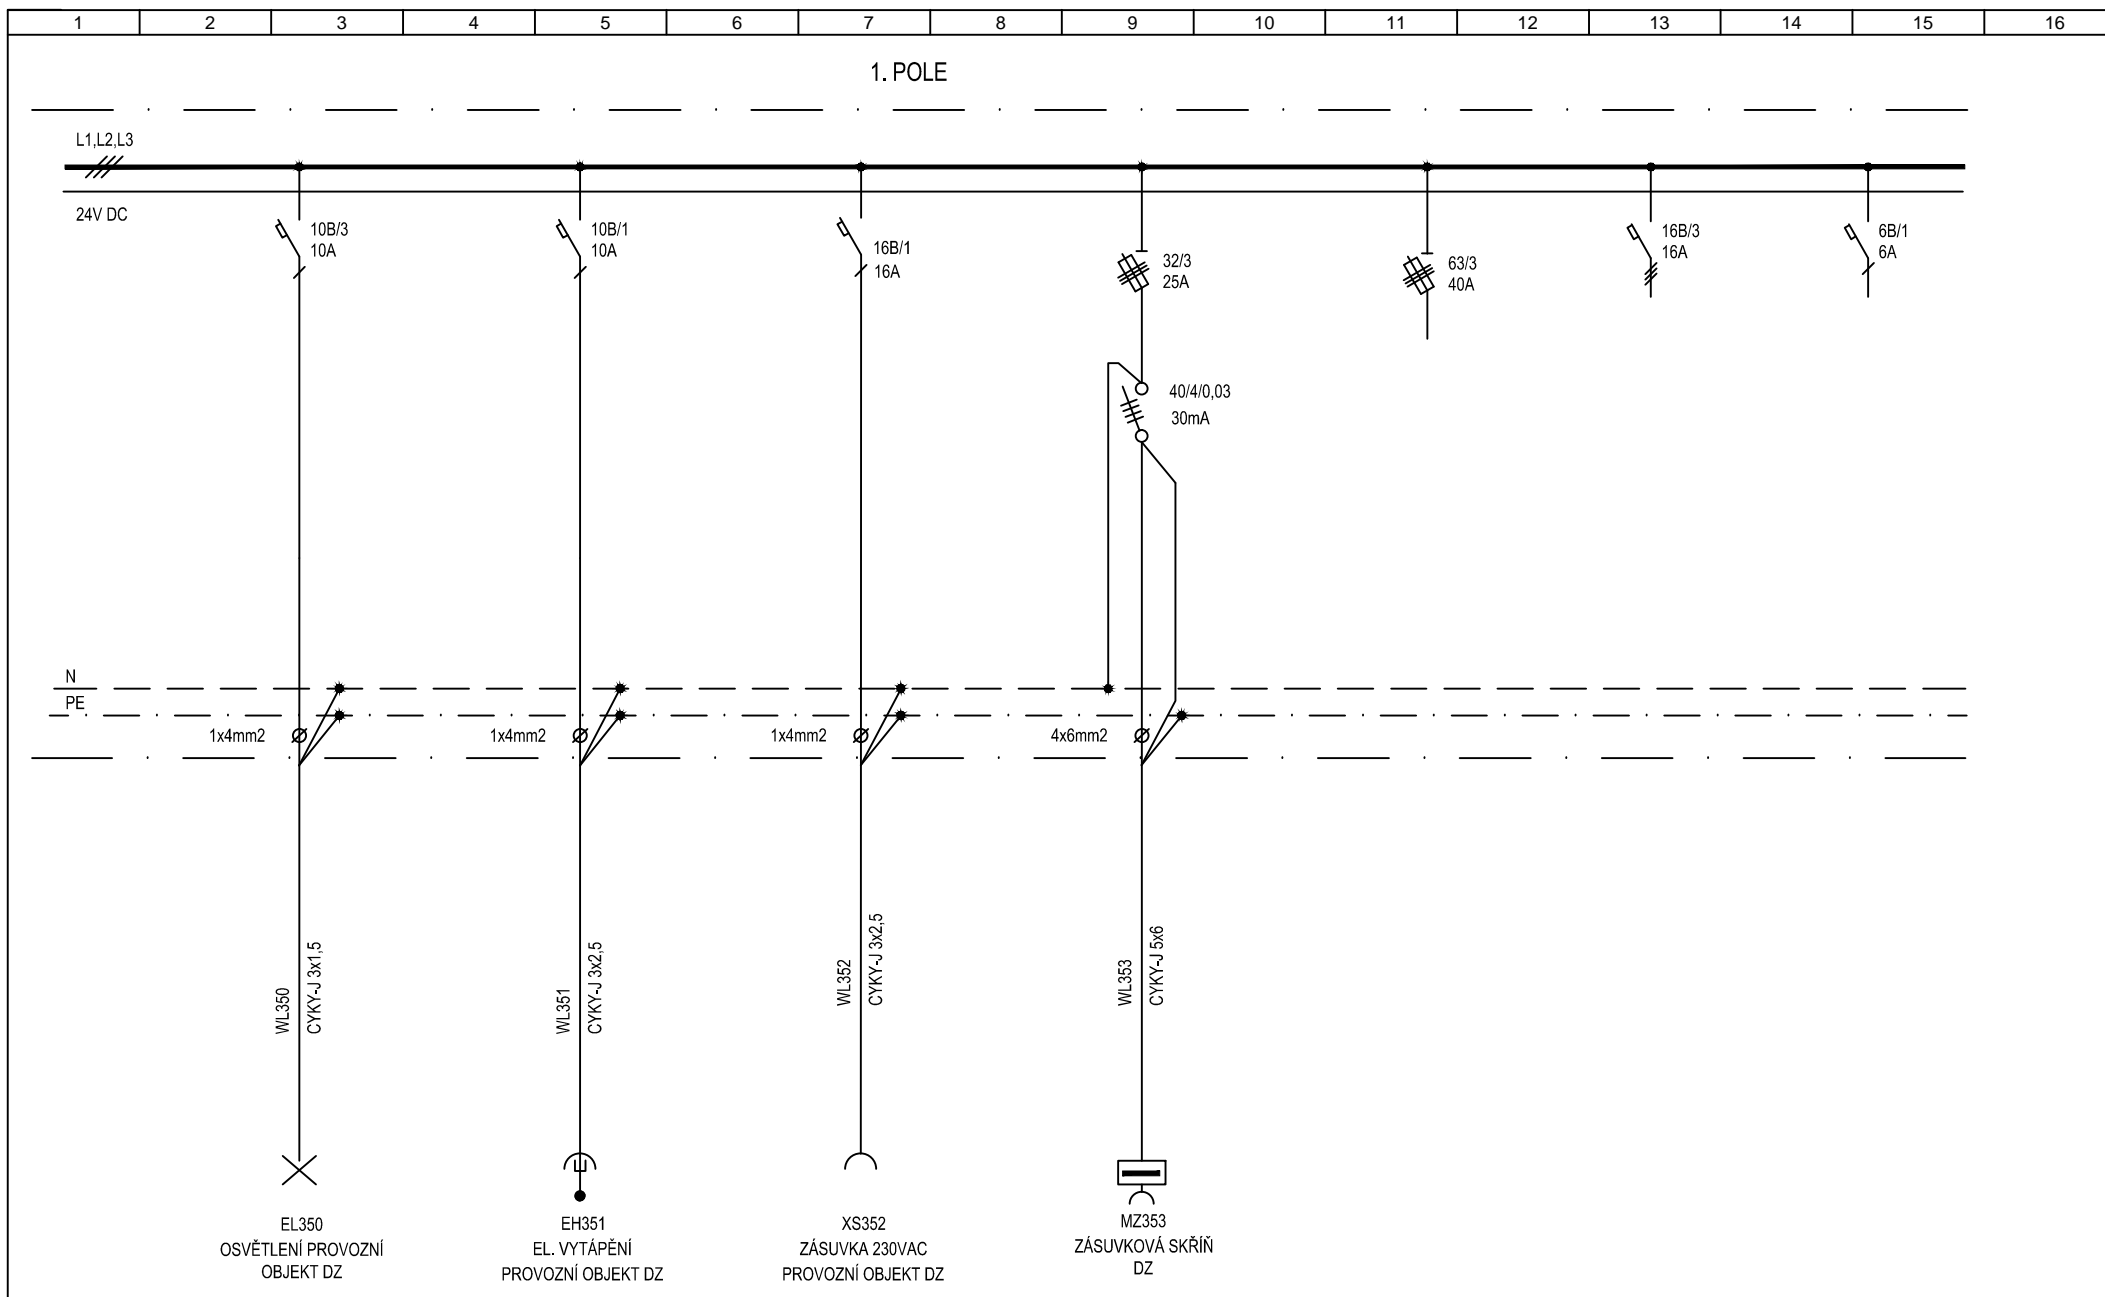 1 2 3 4 5 6 7 8 9 10 11 12 13 14 15 16
1. POLE
L1,L2,L3
24V DC
10B/3
10A
10B/1
10A
16B/1
16A
32/3
25A
63/3
40A
16B/3
16A
6B/1
6A
40/4/0,03
30mA
N
PE
1x4mm2
1x4mm2
1x4mm2
4x6mm2
WL350
CYKY-J 3x1,5
WL351
CYKY-J 3x2,5
WL352
CYKY-J 3x2,5
WL353
CYKY-J 5x6
EL350
OSVĚTLENÍ PROVOZNÍ
OBJEKT DZ
EH351
EL. VYTÁPĚNÍ
PROVOZNÍ OBJEKT DZ
XS352
ZÁSUVKA 230VAC
PROVOZNÍ OBJEKT DZ
MZ353
ZÁSUVKOVÁ SKŘÍŇ
DZ